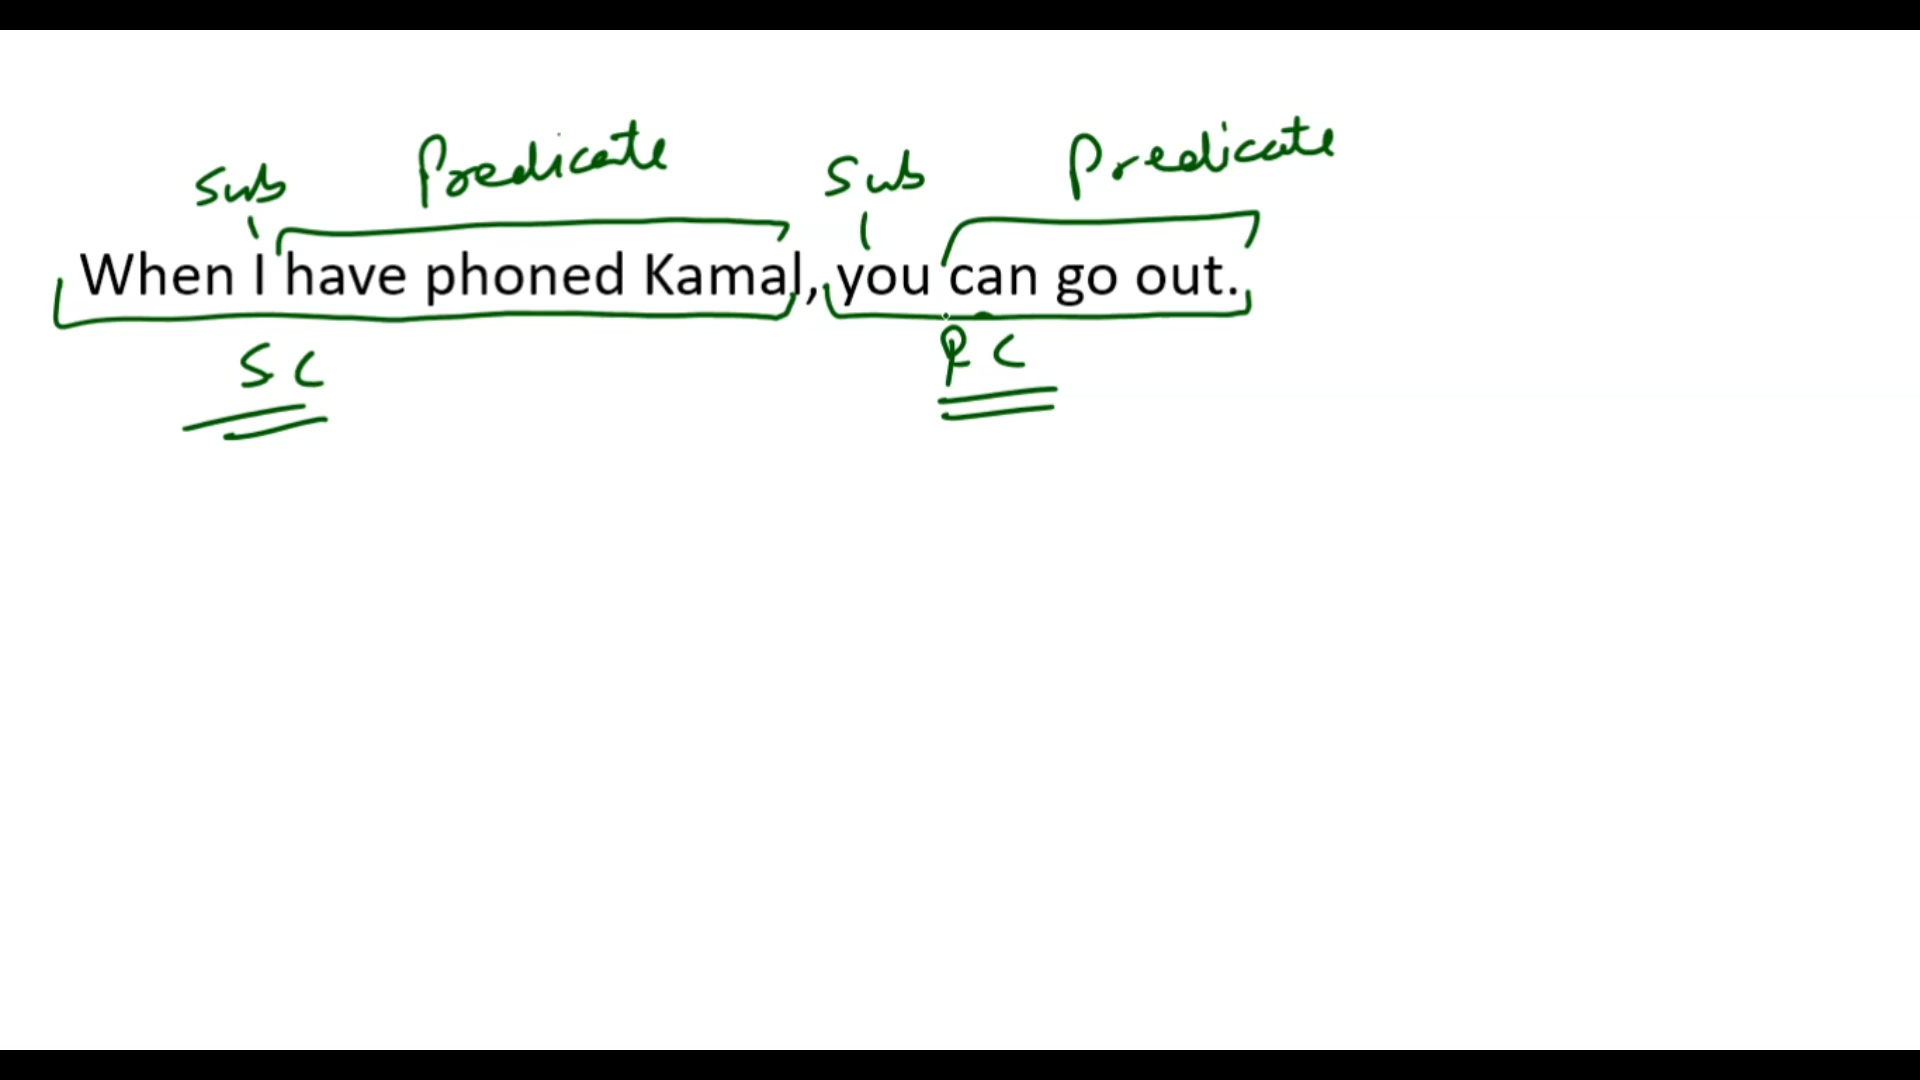 Sub Predicate Sub Predicate
When I have phoned Kamal, you can go out.
SC PC